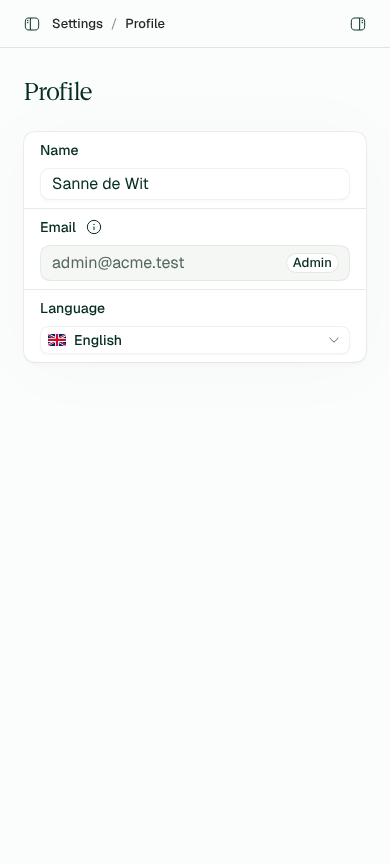 Settings / Profile
Profile
Name
Sanne de Wit
Email
admin@acme.test Admin
Language
English